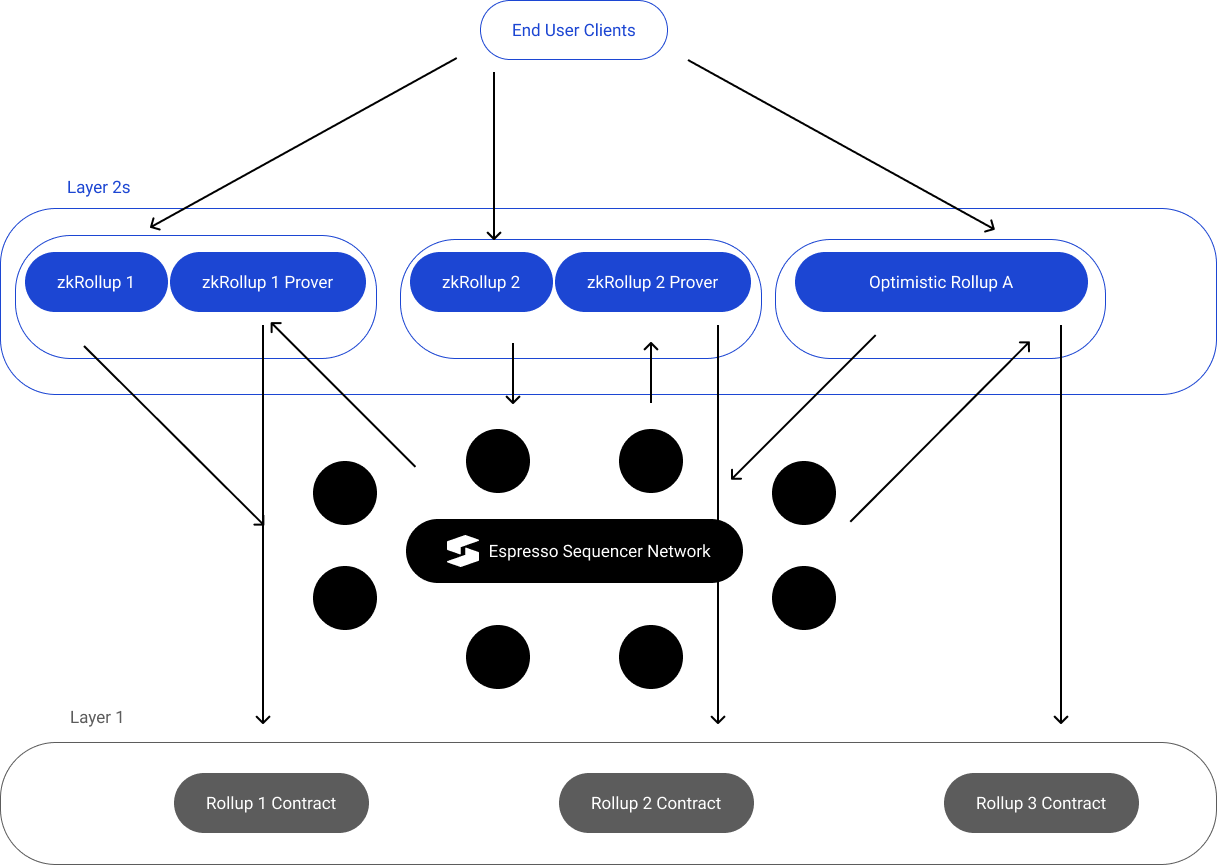 End User Clients
Layer 2s
zkRollup 1
zkRollup 1 Prover
zkRollup 2
zkRollup 2 Prover
Optimistic Rollup A
Espresso Sequencer Network
Layer 1
Rollup 1 Contract
Rollup 2 Contract
Rollup 3 Contract